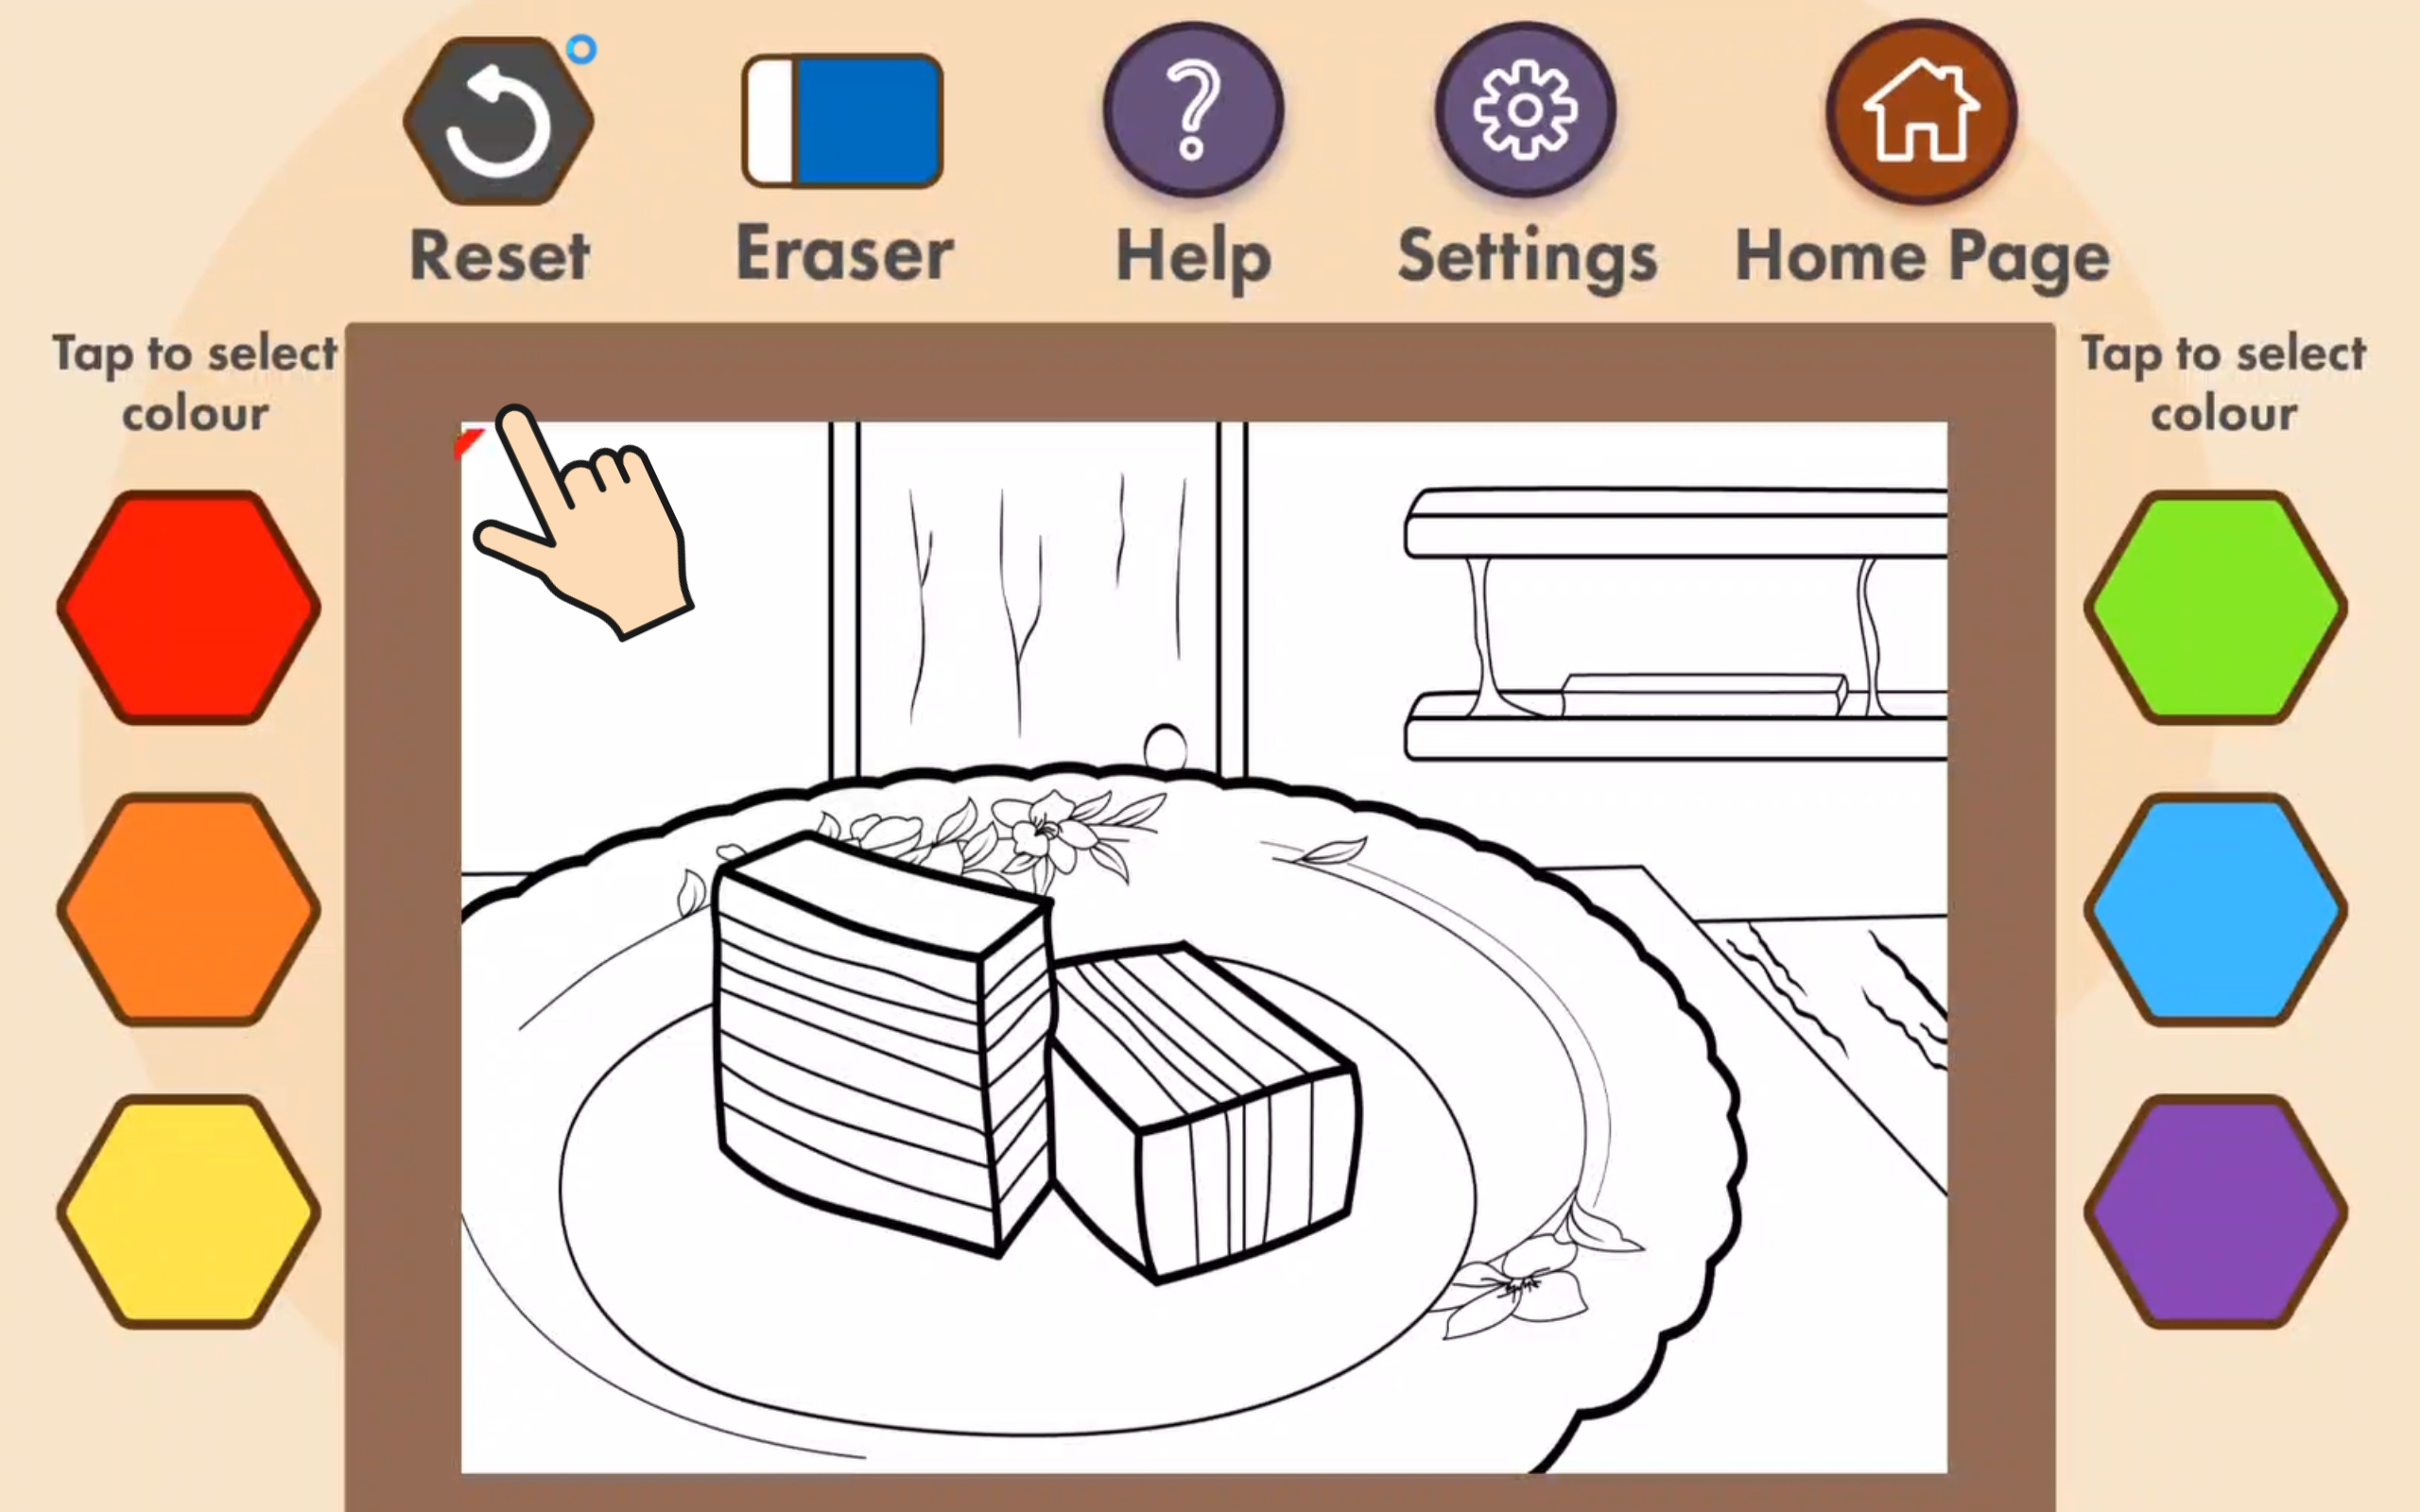 Reset
Eraser
Help
Settings
Home Page
Tap to select
colour
Tap to select
colour